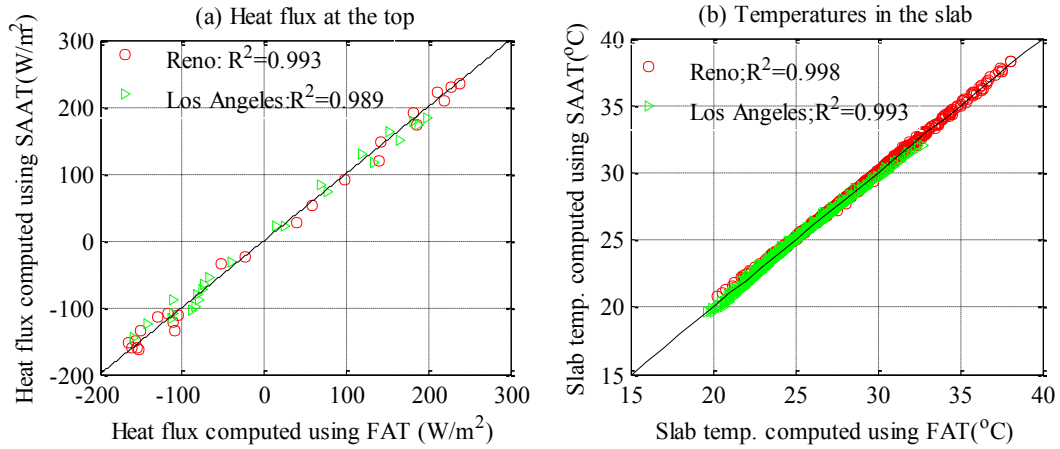 (a) Heat flux at the top
Heat flux computed using SAAT(W/m²)
300
200
100
0
-100
-200
Reno: R²=0.993
Los Angeles:R²=0.989
-200 -100 0 100 200 300
Heat flux computed using FAT (W/m²)
(b) Temperatures in the slab
Slab temp. computed using SAAT(°C)
40
35
30
25
20
15
Reno;R²=0.998
Los Angeles;R²=0.993
15 20 25 30 35 40
Slab temp. computed using FAT(°C)